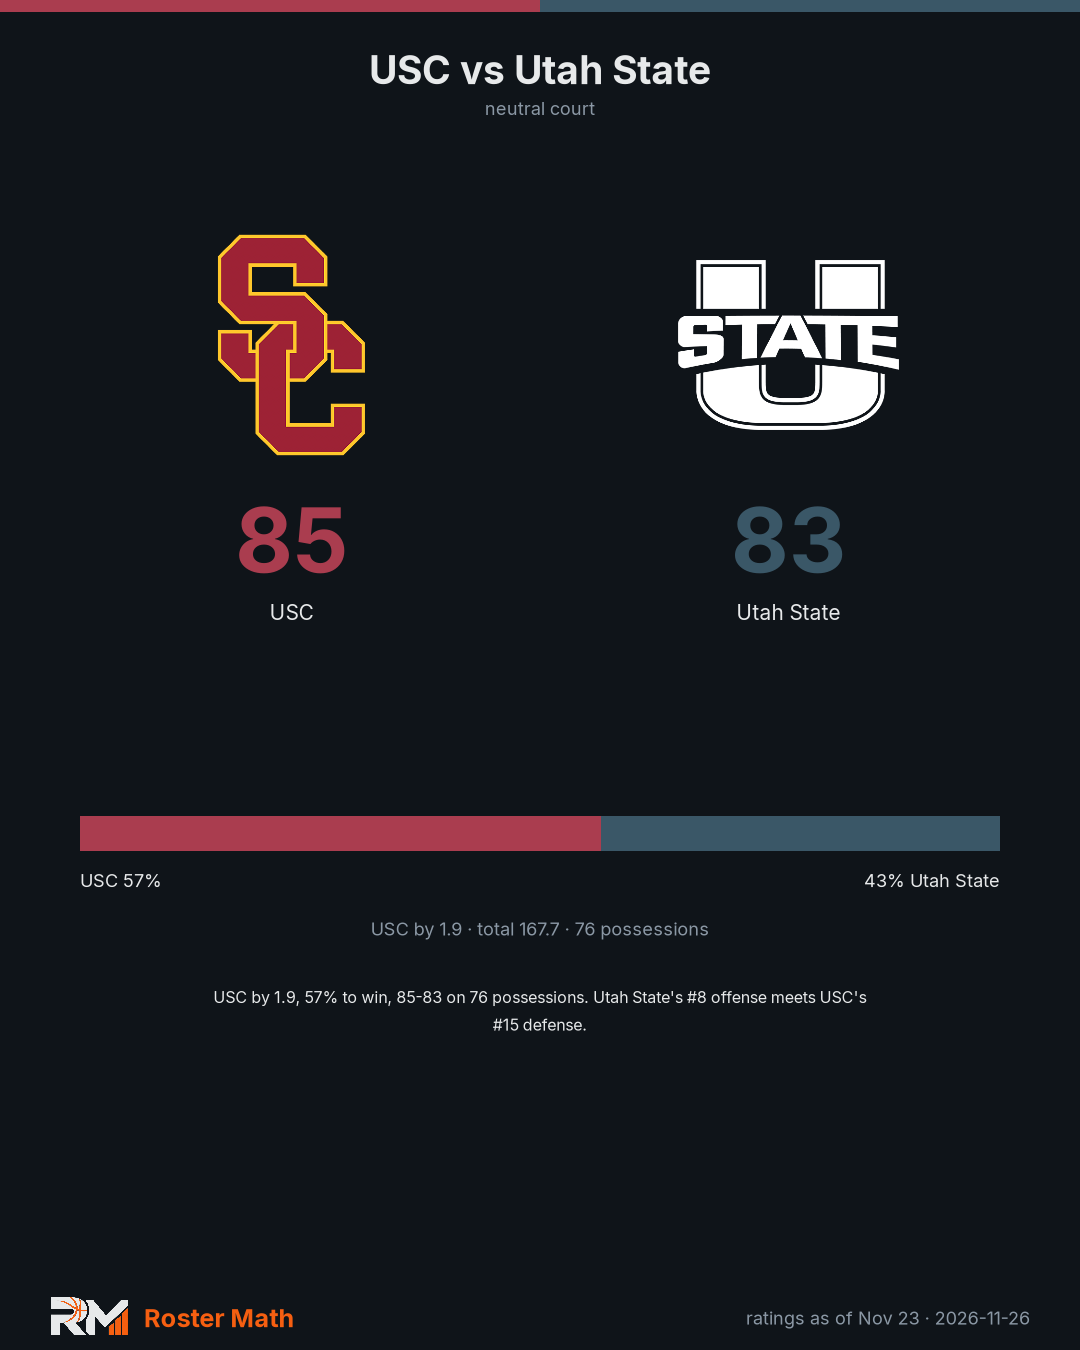 USC vs Utah State
neutral court
SC
STATE
U
85
83
USC
Utah State
USC 57%
43% Utah State
USC by 1.9 · total 167.7 · 76 possessions
USC by 1.9, 57% to win, 85-83 on 76 possessions. Utah State's #8 offense meets USC's
#15 defense.
RM
Roster Math
ratings as of Nov 23 · 2026-11-26